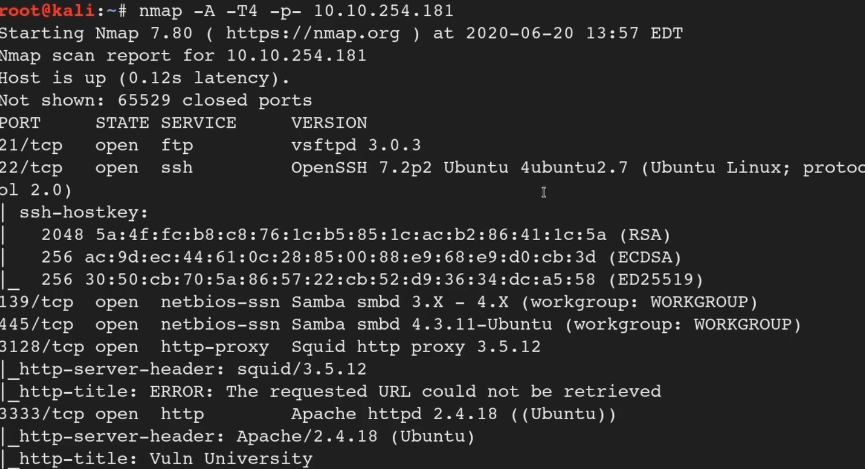 root@kali:~# nmap -A -T4 -p- 10.10.254.181
Starting Nmap 7.80 ( https://nmap.org ) at 2020-06-20 13:57 EDT
Nmap scan report for 10.10.254.181
Host is up (0.12s latency).
Not shown: 65529 closed ports
PORT     STATE SERVICE     VERSION
21/tcp   open  ftp         vsftpd 3.0.3
22/tcp   open  ssh         OpenSSH 7.2p2 Ubuntu 4ubuntu2.7 (Ubuntu Linux; protoc
ol 2.0)
| ssh-hostkey:
|   2048 5a:4f:fc:b8:c8:76:1c:b5:85:1c:ac:b2:86:41:1c:5a (RSA)
|   256 ac:9d:ec:44:61:0c:28:85:00:88:e9:68:e9:d0:cb:3d (ECDSA)
|_  256 30:50:cb:70:5a:86:57:22:cb:52:d9:36:34:dc:a5:58 (ED25519)
139/tcp  open  netbios-ssn Samba smbd 3.X - 4.X (workgroup: WORKGROUP)
445/tcp  open  netbios-ssn Samba smbd 4.3.11-Ubuntu (workgroup: WORKGROUP)
3128/tcp open  http-proxy  Squid http proxy 3.5.12
|_http-server-header: squid/3.5.12
|_http-title: ERROR: The requested URL could not be retrieved
3333/tcp open  http        Apache httpd 2.4.18 ((Ubuntu))
|_http-server-header: Apache/2.4.18 (Ubuntu)
|_http-title: Vuln University